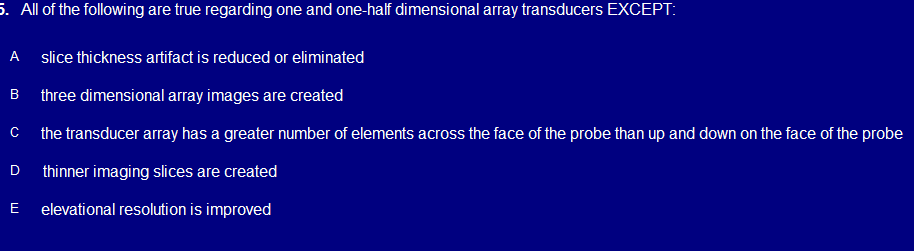 5. All of the following are true regarding one and one-half dimensional array transducers EXCEPT:
A slice thickness artifact is reduced or eliminated
B three dimensional array images are created
C the transducer array has a greater number of elements across the face of the probe than up and down on the face of the probe
D thinner imaging slices are created
E elevational resolution is improved